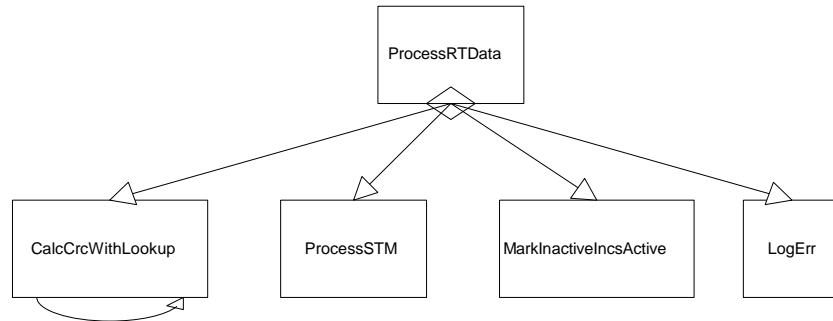 ProcessRTData
CalcCrcWithLookup
ProcessSTM
MarkInactiveIncsActive
LogErr